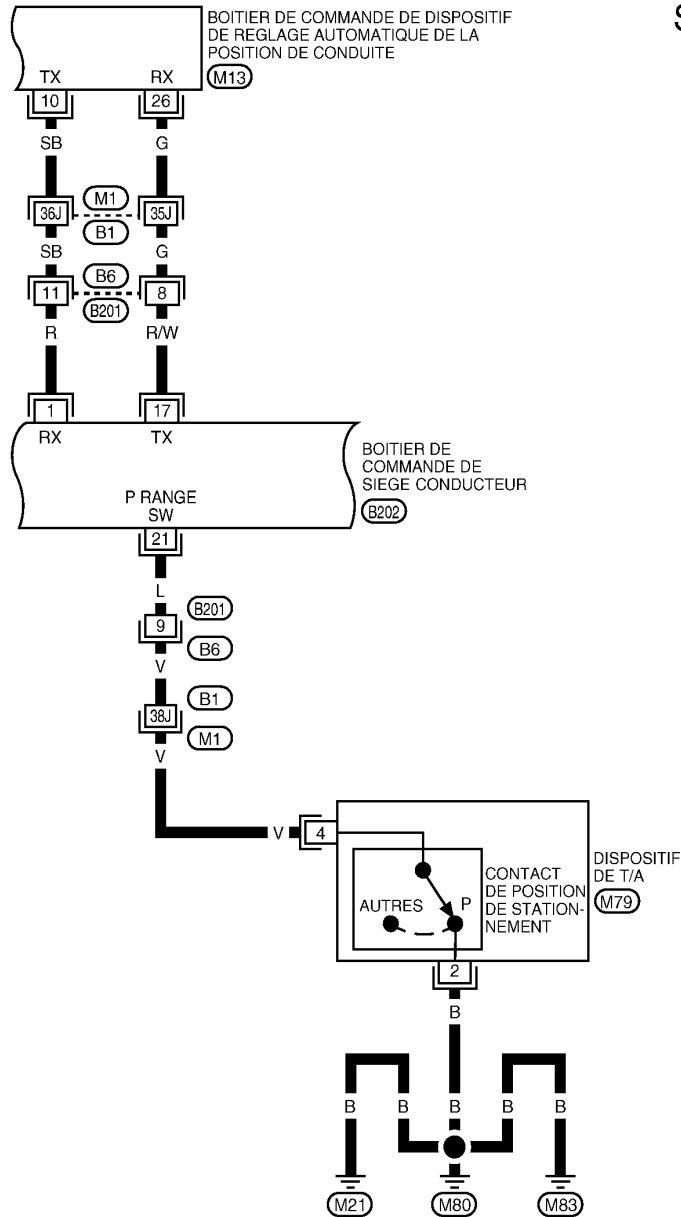 BOITIER DE COMMANDE DE DISPOSITIF
DE REGLAGE AUTOMATIQUE DE LA
POSITION DE CONDUITE
M13
S
TX RX
10 26
SB G
36J M1 35J
B1
SB G
B6
11 8
B201
R R/W
1 17
RX TX
BOITIER DE
COMMANDE DE
SIEGE CONDUCTEUR
B202
P RANGE
SW
21
L
B201
9
B6
V
B1
38J
M1
V
V 4
DISPOSITIF
DE T/A
M79
CONTACT
DE POSITION
DE STATION-
NEMENT
AUTRES P
2
B
B B B B B
M21 M80 M83